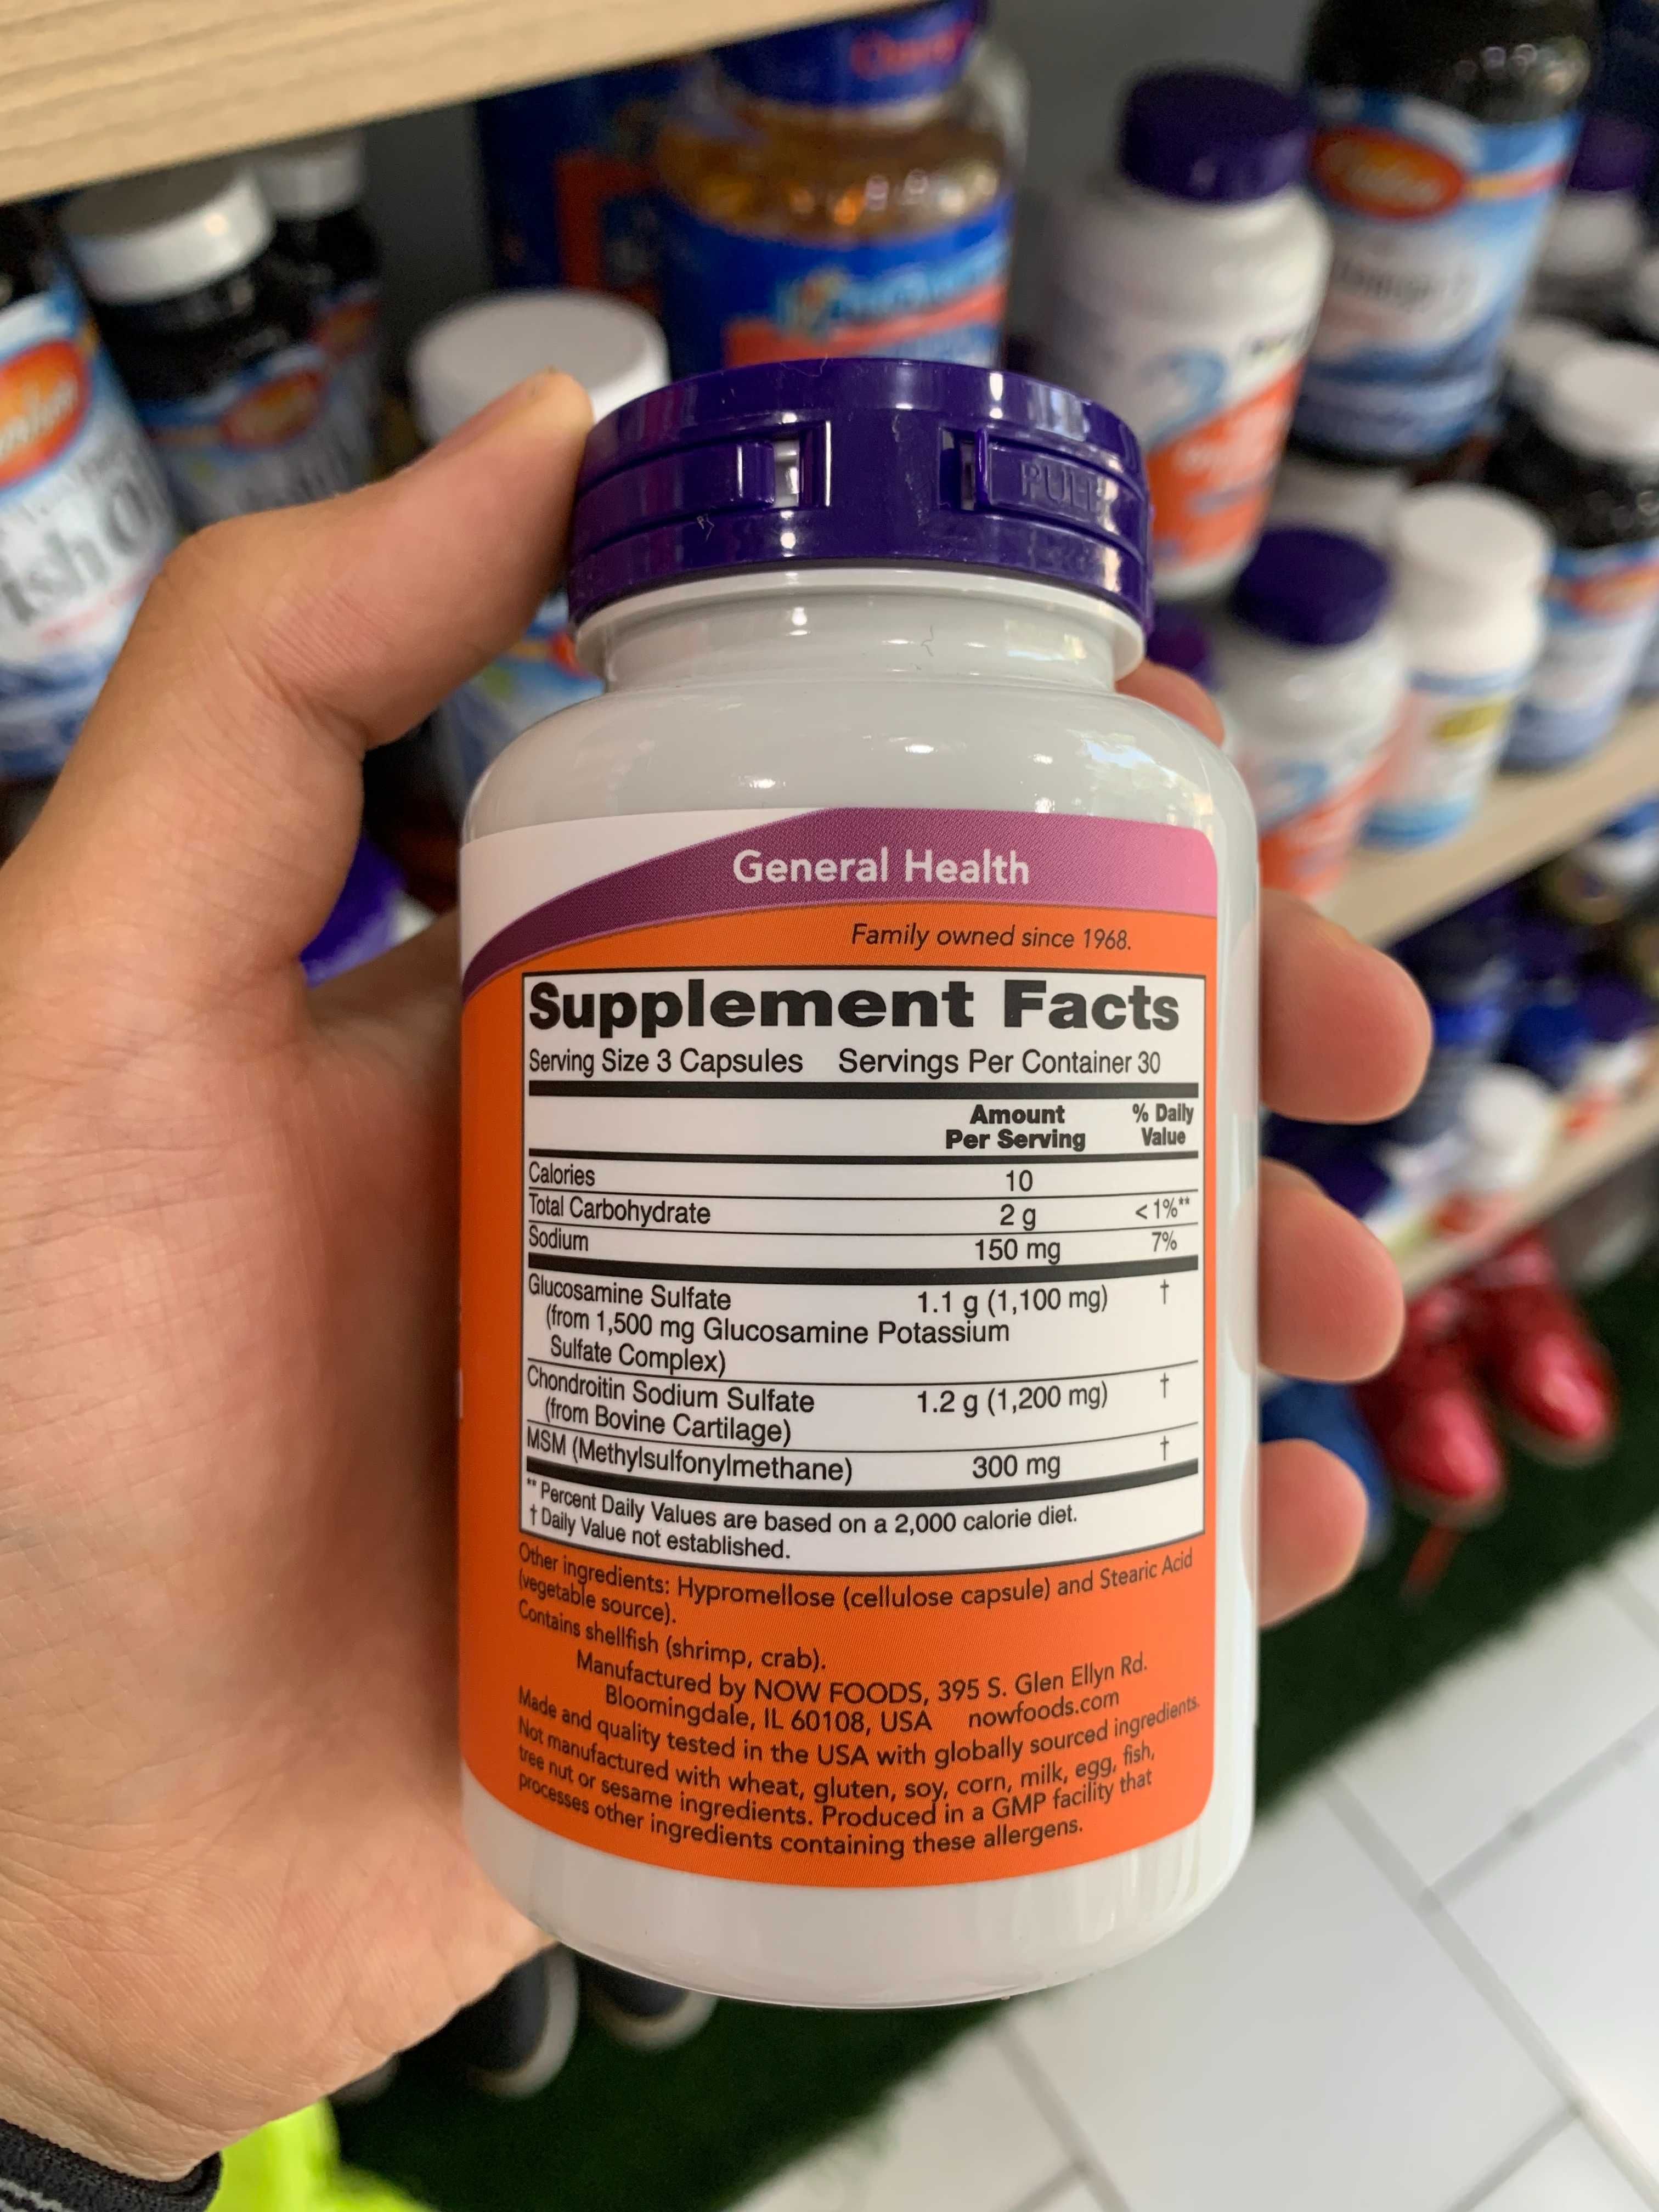 PULL
General Health
Family owned since 1968.
Supplement Facts
Serving Size 3 Capsules Servings Per Container 30
Amount Per Serving % Daily Value
Calories 10
Total Carbohydrate 2 g <1%**
Sodium 150 mg 7%
Glucosamine Sulfate 1.1 g (1,100 mg) †
(from 1,500 mg Glucosamine Potassium
Sulfate Complex)
Chondroitin Sodium Sulfate 1.2 g (1,200 mg) †
(from Bovine Cartilage)
MSM (Methylsulfonylmethane) 300 mg †
** Percent Daily Values are based on a 2,000 calorie diet.
† Daily Value not established.
Other ingredients: Hypromellose (cellulose capsule) and Stearic Acid
(vegetable source).
Contains shellfish (shrimp, crab).
Manufactured by NOW FOODS, 395 S. Glen Ellyn Rd.
Bloomingdale, IL 60108, USA nowfoods.com
Made and quality tested in the USA with globally sourced ingredients.
Not manufactured with wheat, gluten, soy, corn, milk, egg, fish,
tree nut or sesame ingredients. Produced in a GMP facility that
processes other ingredients containing these allergens.